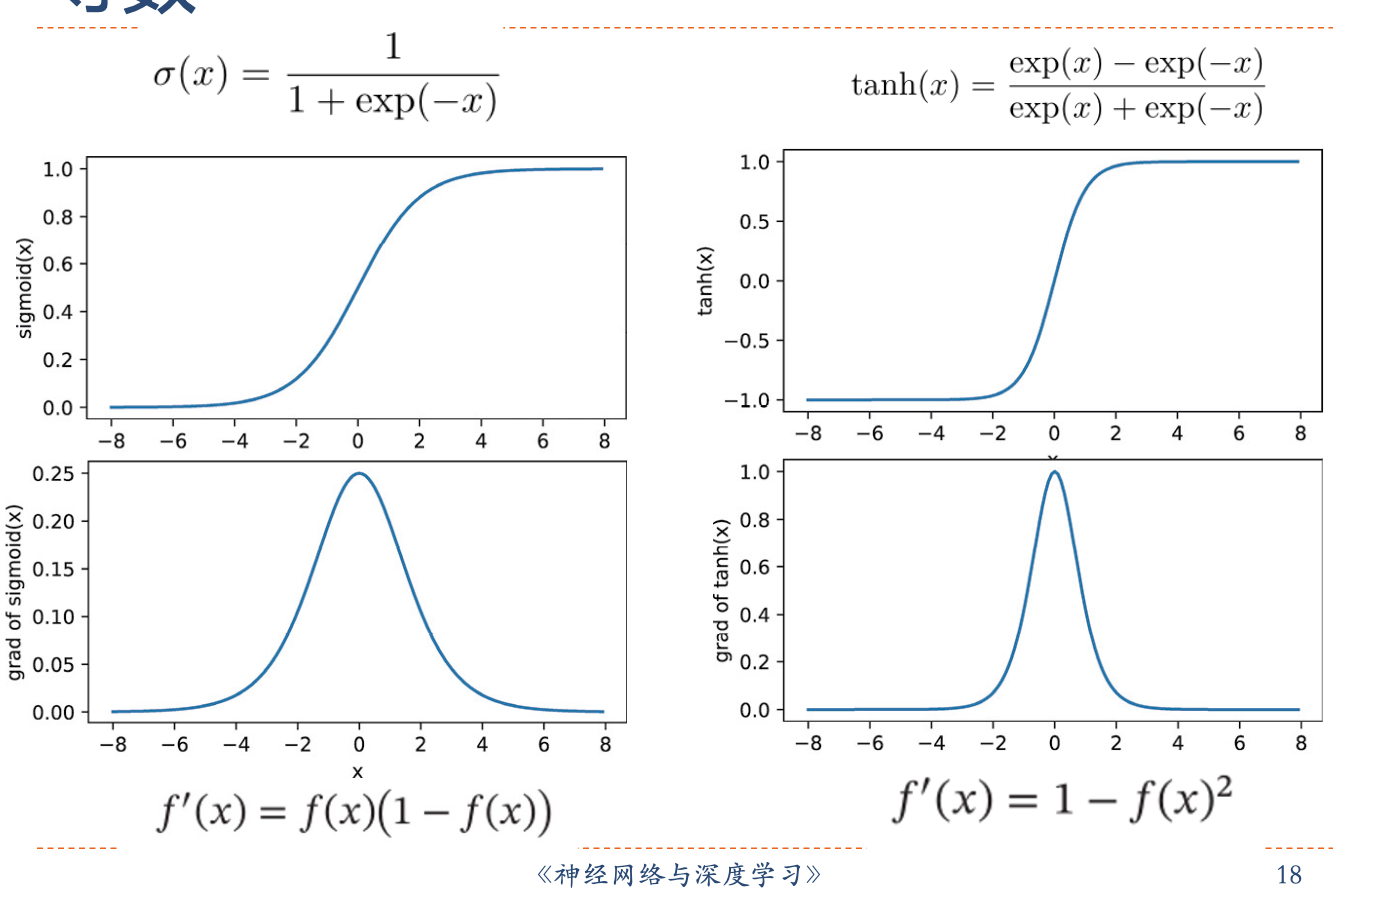 导数
σ(x) = 1 / (1 + exp(−x))
tanh(x) = (exp(x) − exp(−x)) / (exp(x) + exp(−x))
sigmoid(x)
1.0
0.8
0.6
0.4
0.2
0.0
−8 −6 −4 −2 0 2 4 6 8
tanh(x)
1.0
0.5
0.0
−0.5
−1.0
−8 −6 −4 −2 0 2 4 6 8
grad of sigmoid(x)
0.25
0.20
0.15
0.10
0.05
0.00
−8 −6 −4 −2 0 2 4 6 8
x
grad of tanh(x)
1.0
0.8
0.6
0.4
0.2
0.0
−8 −6 −4 −2 0 2 4 6 8
f′(x) = f(x)(1 − f(x))
f′(x) = 1 − f(x)²
《神经网络与深度学习》
18